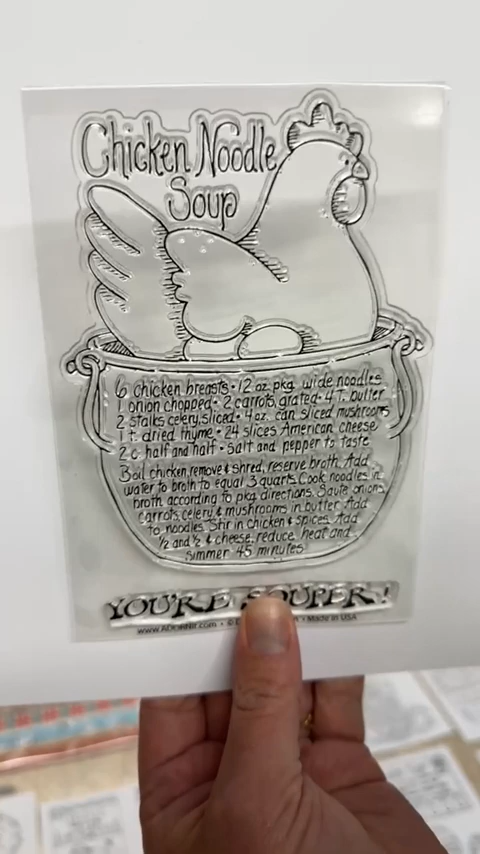 Chicken Noodle
Soup
6 chicken breasts • 12 oz pkg. wide noodles
1 onion chopped • 2 carrots, grated • 4 T. butter
2 stalks celery, sliced • 4 oz. can sliced mushrooms
1 t. dried thyme • 24 slices American cheese
2 c. half and half • salt and pepper to taste
Boil chicken, remove & shred, reserve broth. Add
water to broth to equal 3 quarts. Cook noodles in
broth according to pkg. directions. Saute onions,
carrots, celery & mushrooms in butter. Add
to noodles. Stir in chicken & spices. Add
½ and ½ & cheese, reduce heat and
simmer 45 minutes.
YOU'RE SOUPER!
www.ADORNit.com • © • Made in USA